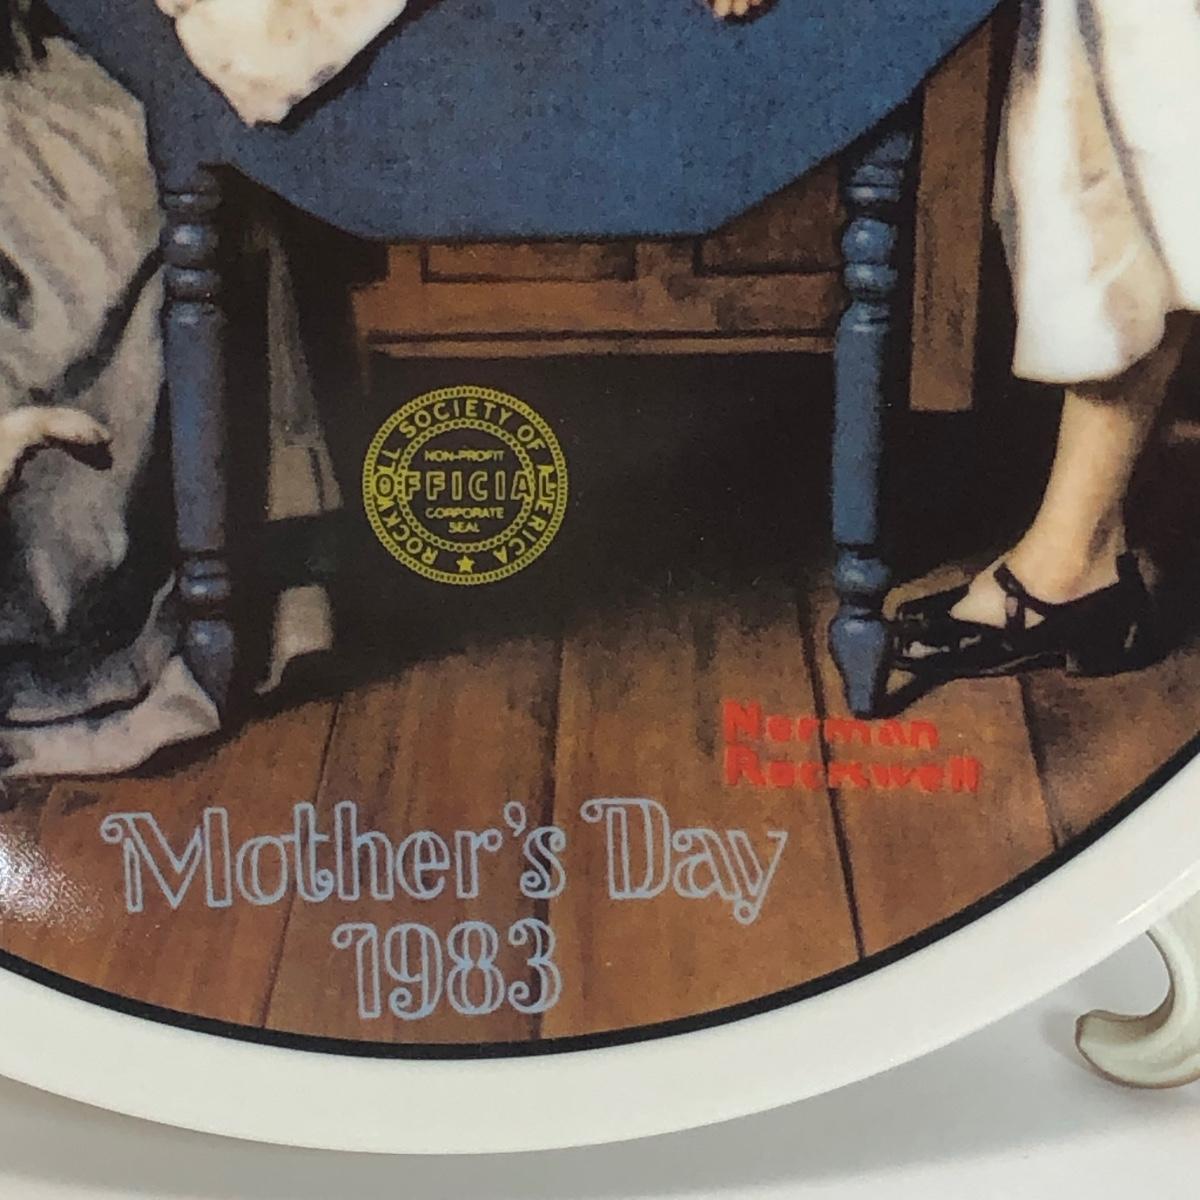 ROCKWELL SOCIETY OF AMERICA
NON-PROFIT
OFFICIAL
CORPORATE
SEAL
Norman
Rockwell
Mother's Day
1983